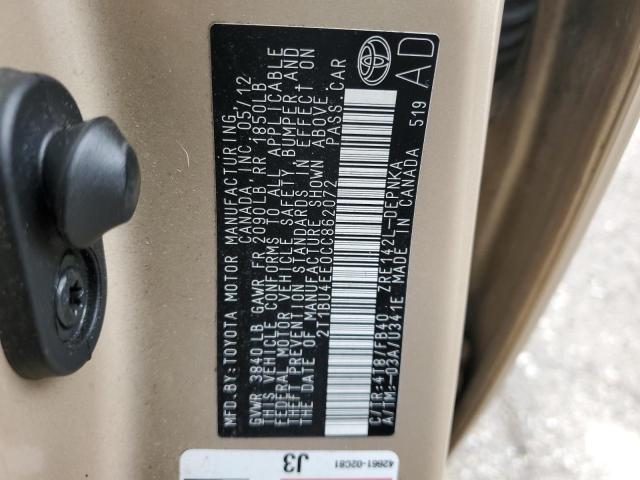 MFD.BY: TOYOTA MOTOR MANUFACTURING,
CANADA, INC. 05/12
GVWR 3840LB GAWR FR 2090LB RR 1850LB
THIS VEHICLE CONFORMS TO ALL APPLICABLE
FEDERAL MOTOR VEHICLE SAFETY BUMPER AND
THEFT PREVENTION STANDARDS IN EFFECT ON
THE DATE OF MANUFACTURE SHOWN ABOVE.
2T1BU4EE0CC862072 PASS.CAR
C/TR:4T8/FB40 ZRE142L-DEPNKA
A/TM:-03A/U341E MADE IN CANADA 519
AD
42661-02C81
J3